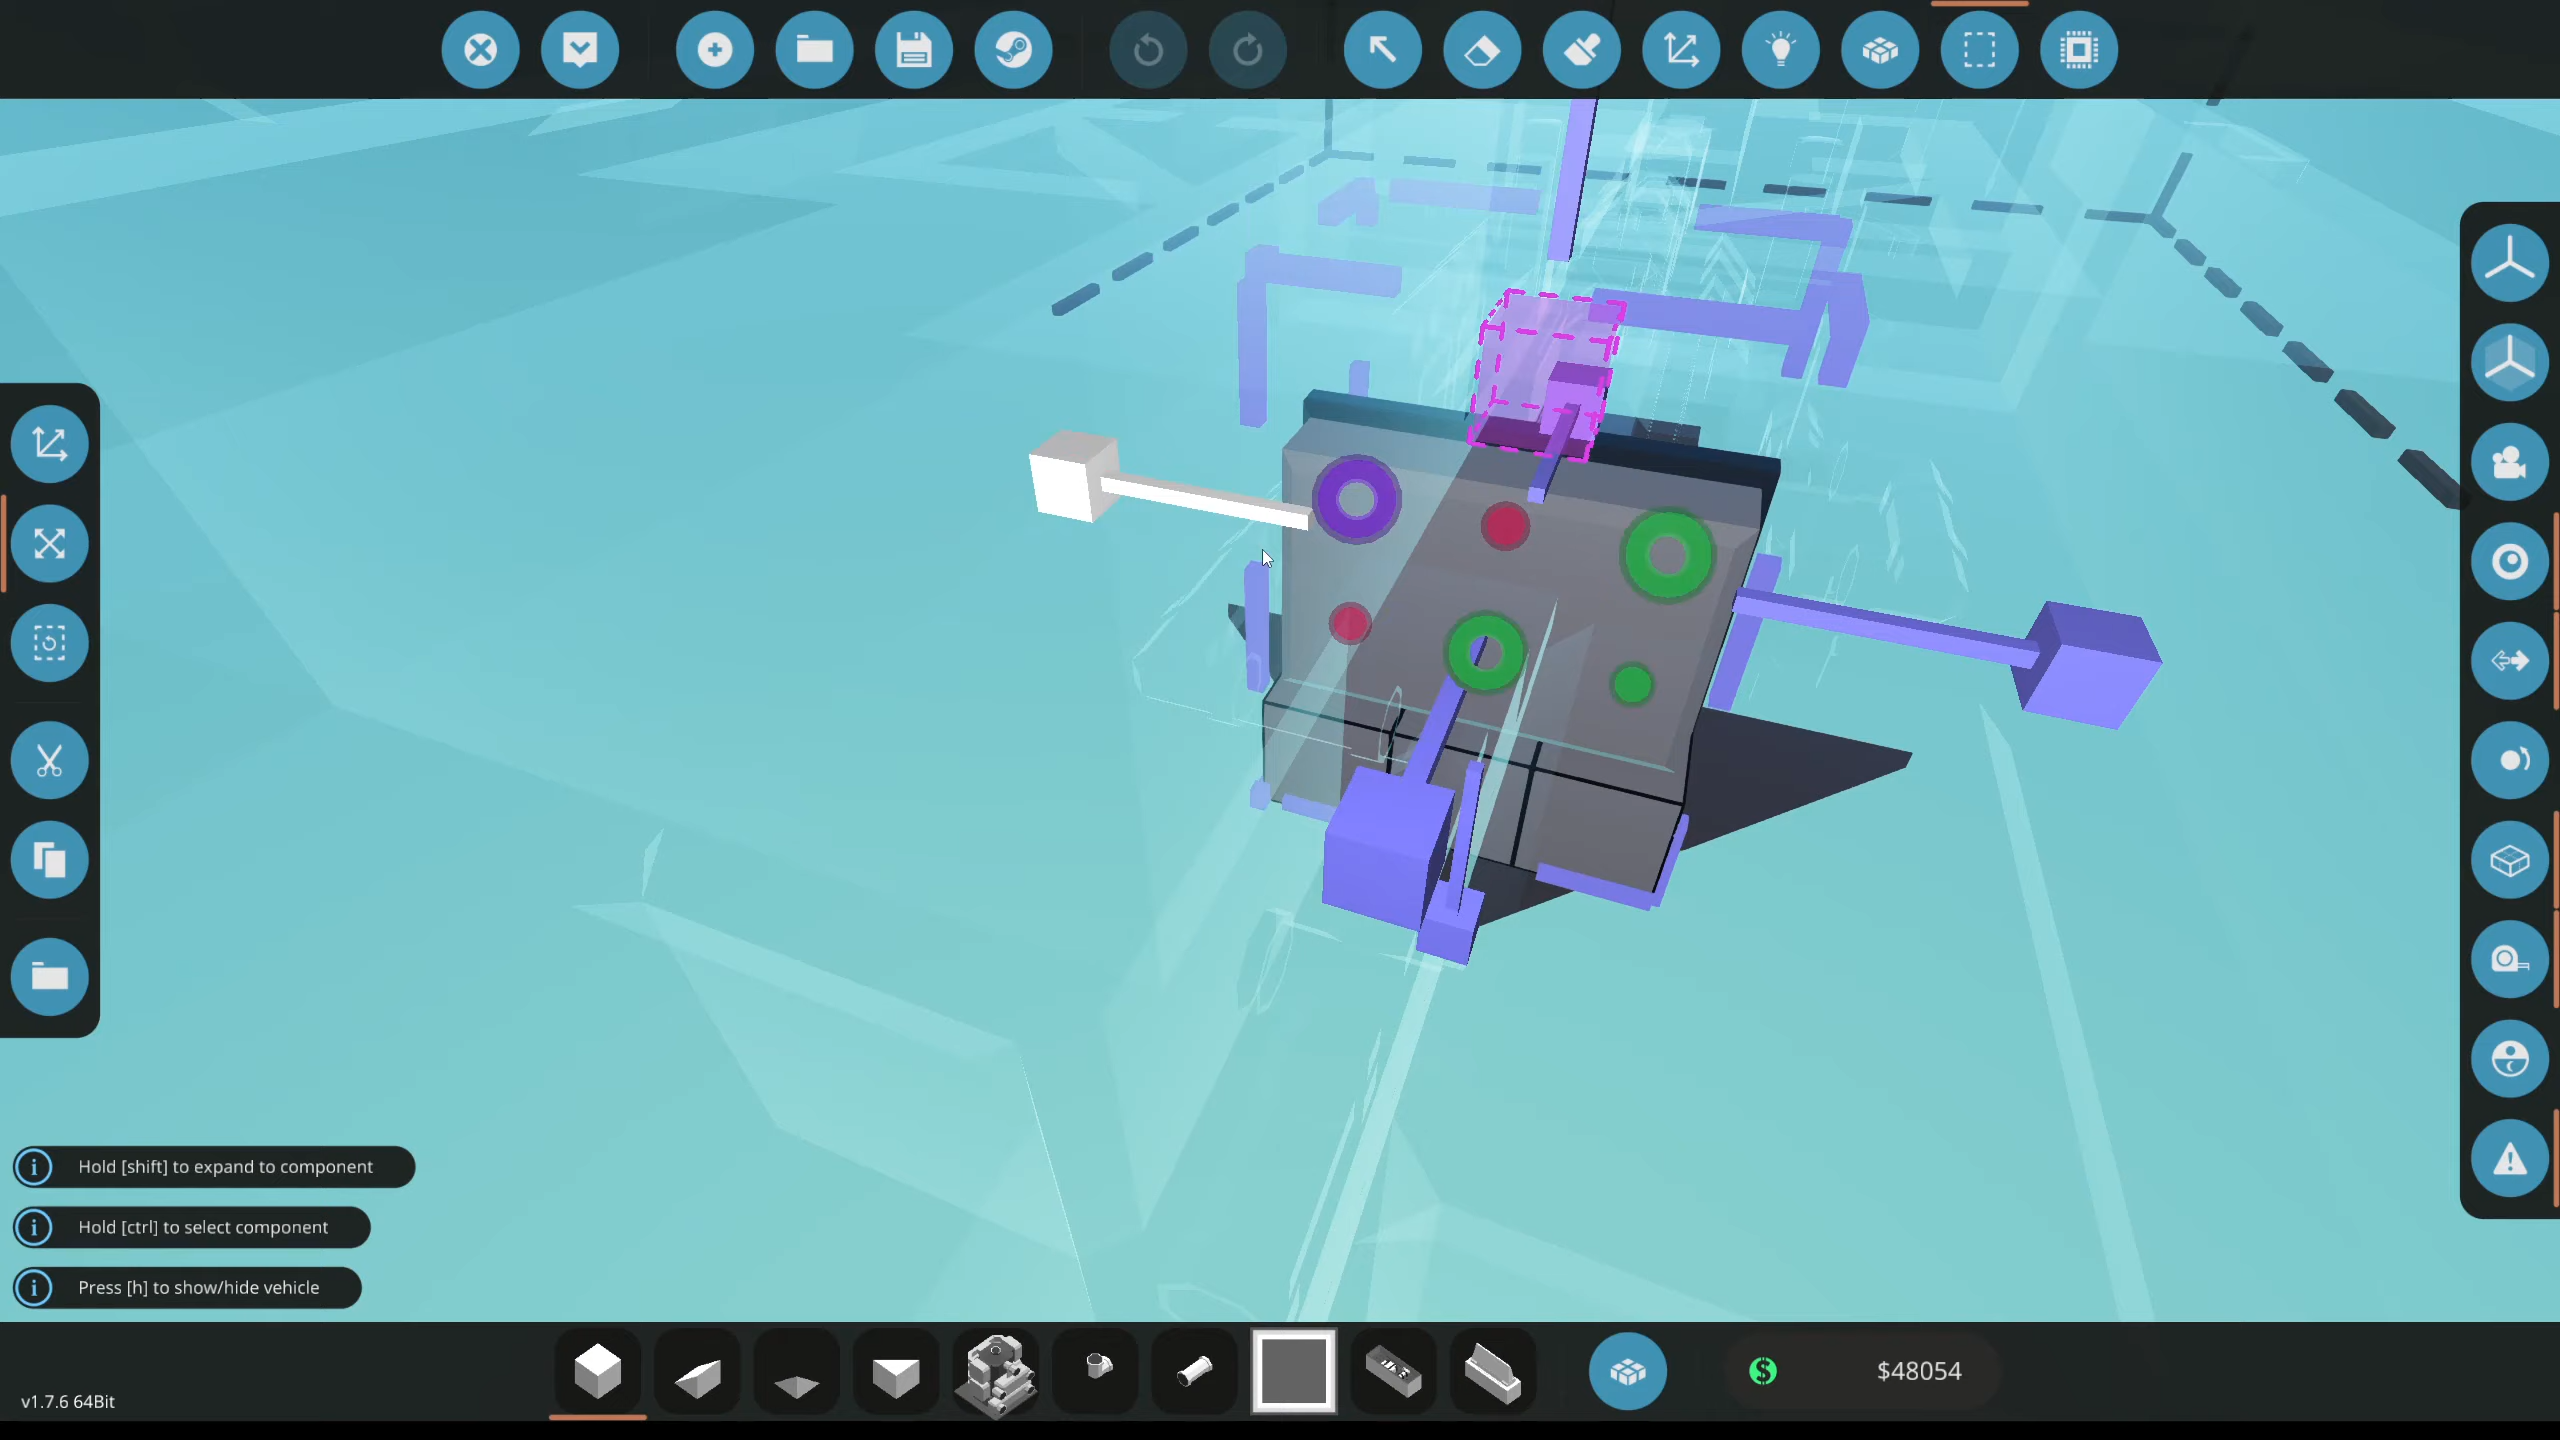 Hold [shift] to expand to component
Hold [ctrl] to select component
Press [h] to show/hide vehicle
$48054
v1.7.6 64Bit